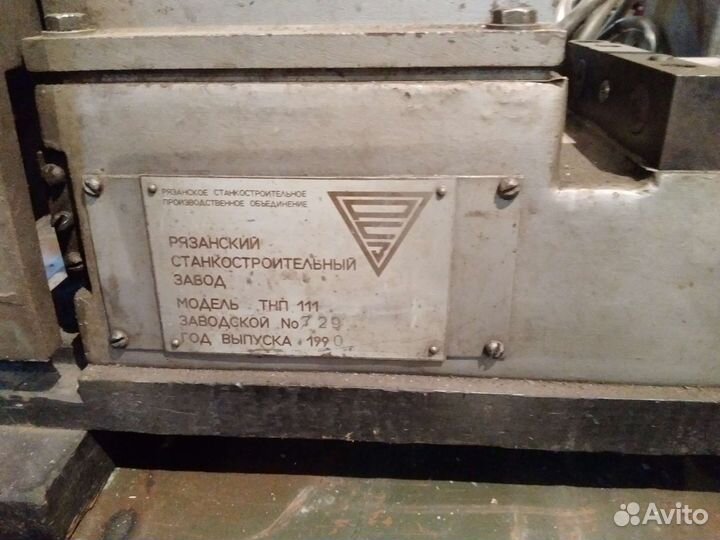 РЯЗАНСКОЕ СТАНКОСТРОИТЕЛЬНОЕ
ПРОИЗВОДСТВЕННОЕ ОБЪЕДИНЕНИЕ
РЯЗАНСКИЙ
СТАНКОСТРОИТЕЛЬНЫЙ
ЗАВОД
МОДЕЛЬ ТНП 111
ЗАВОДСКОЙ №729
ГОД ВЫПУСКА 1990
Avito